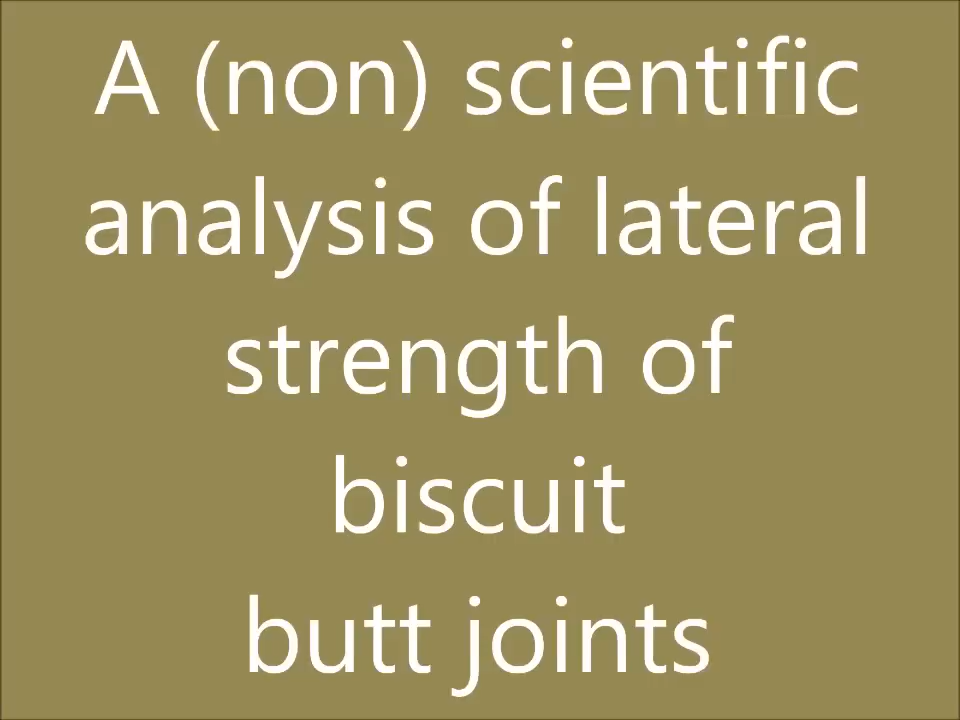 A (non) scientific
analysis of lateral
strength of
biscuit
butt joints